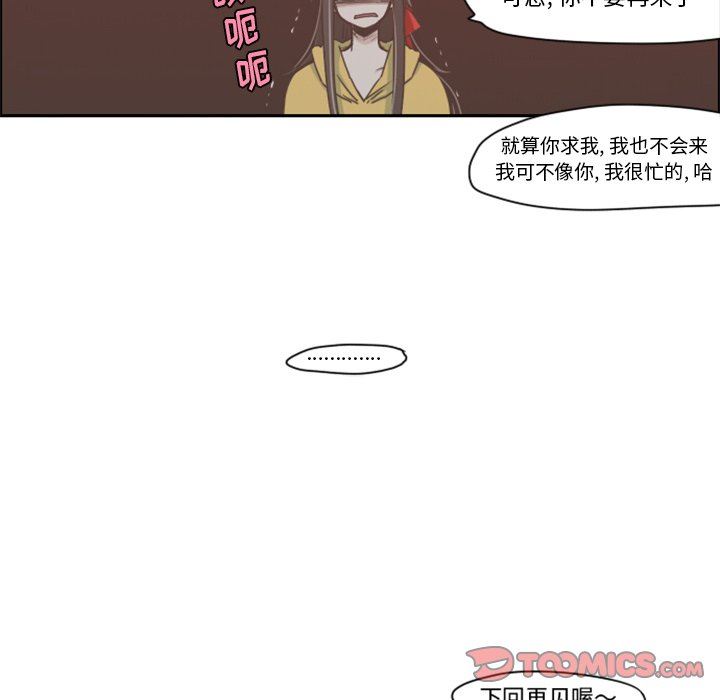 可恶, 你不要再来了
呃
呃
就算你求我, 我也不会来
我可不像你, 我很忙的, 哈
.............
TOOMICS.COM
下回再见喔～